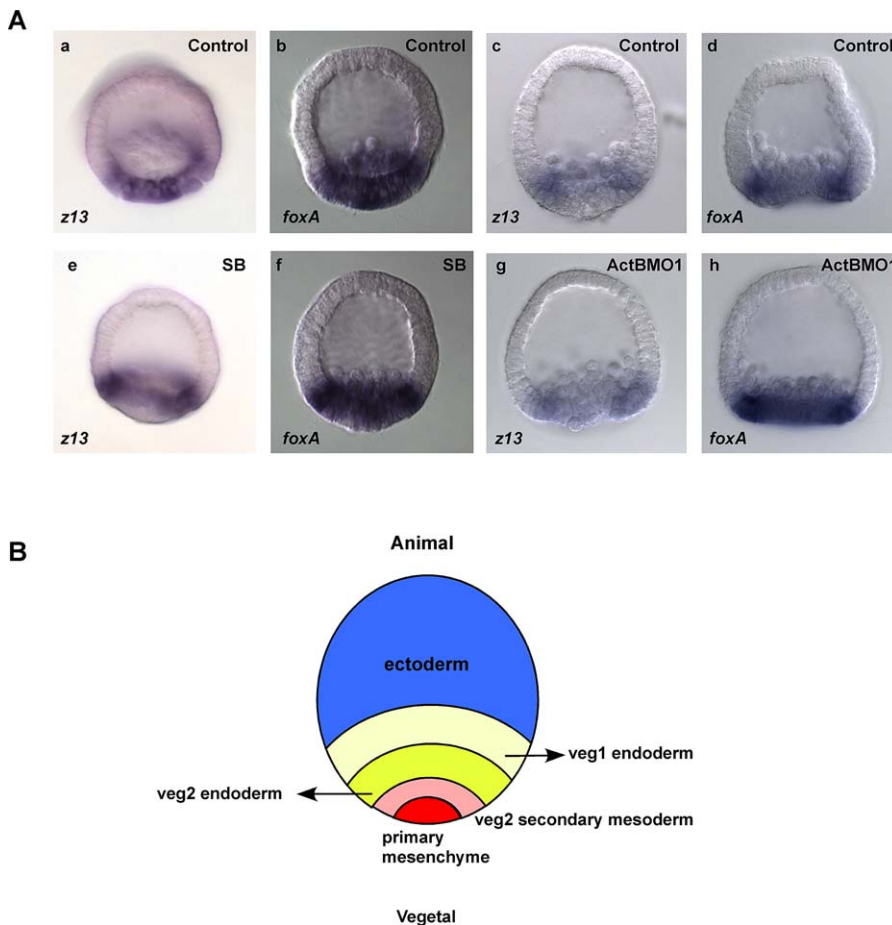 A
a Control
z13
b Control
foxA
c Control
z13
d Control
foxA
e SB
z13
f SB
foxA
g ActBMO1
z13
h ActBMO1
foxA
B
Animal
ectoderm
veg1 endoderm
veg2 endoderm
veg2 secondary mesoderm
primary
mesenchyme
Vegetal